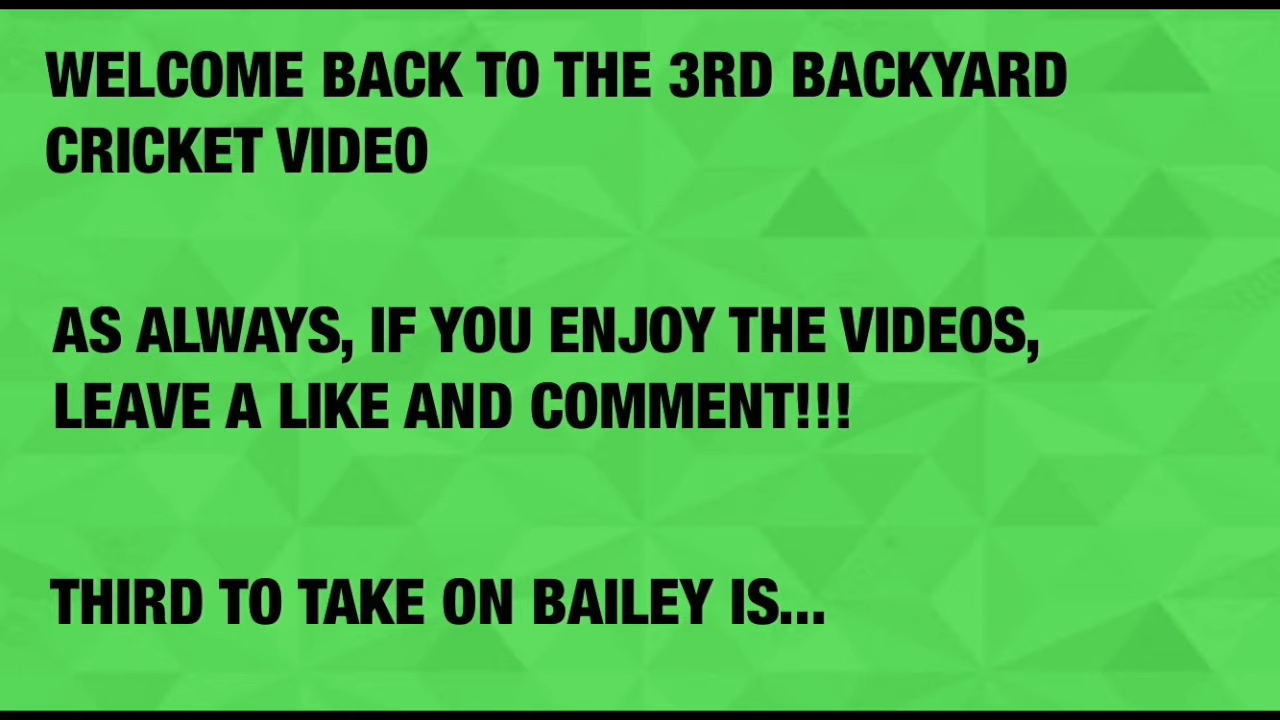 WELCOME BACK TO THE 3RD BACKYARD
CRICKET VIDEO
AS ALWAYS, IF YOU ENJOY THE VIDEOS,
LEAVE A LIKE AND COMMENT!!!
THIRD TO TAKE ON BAILEY IS...